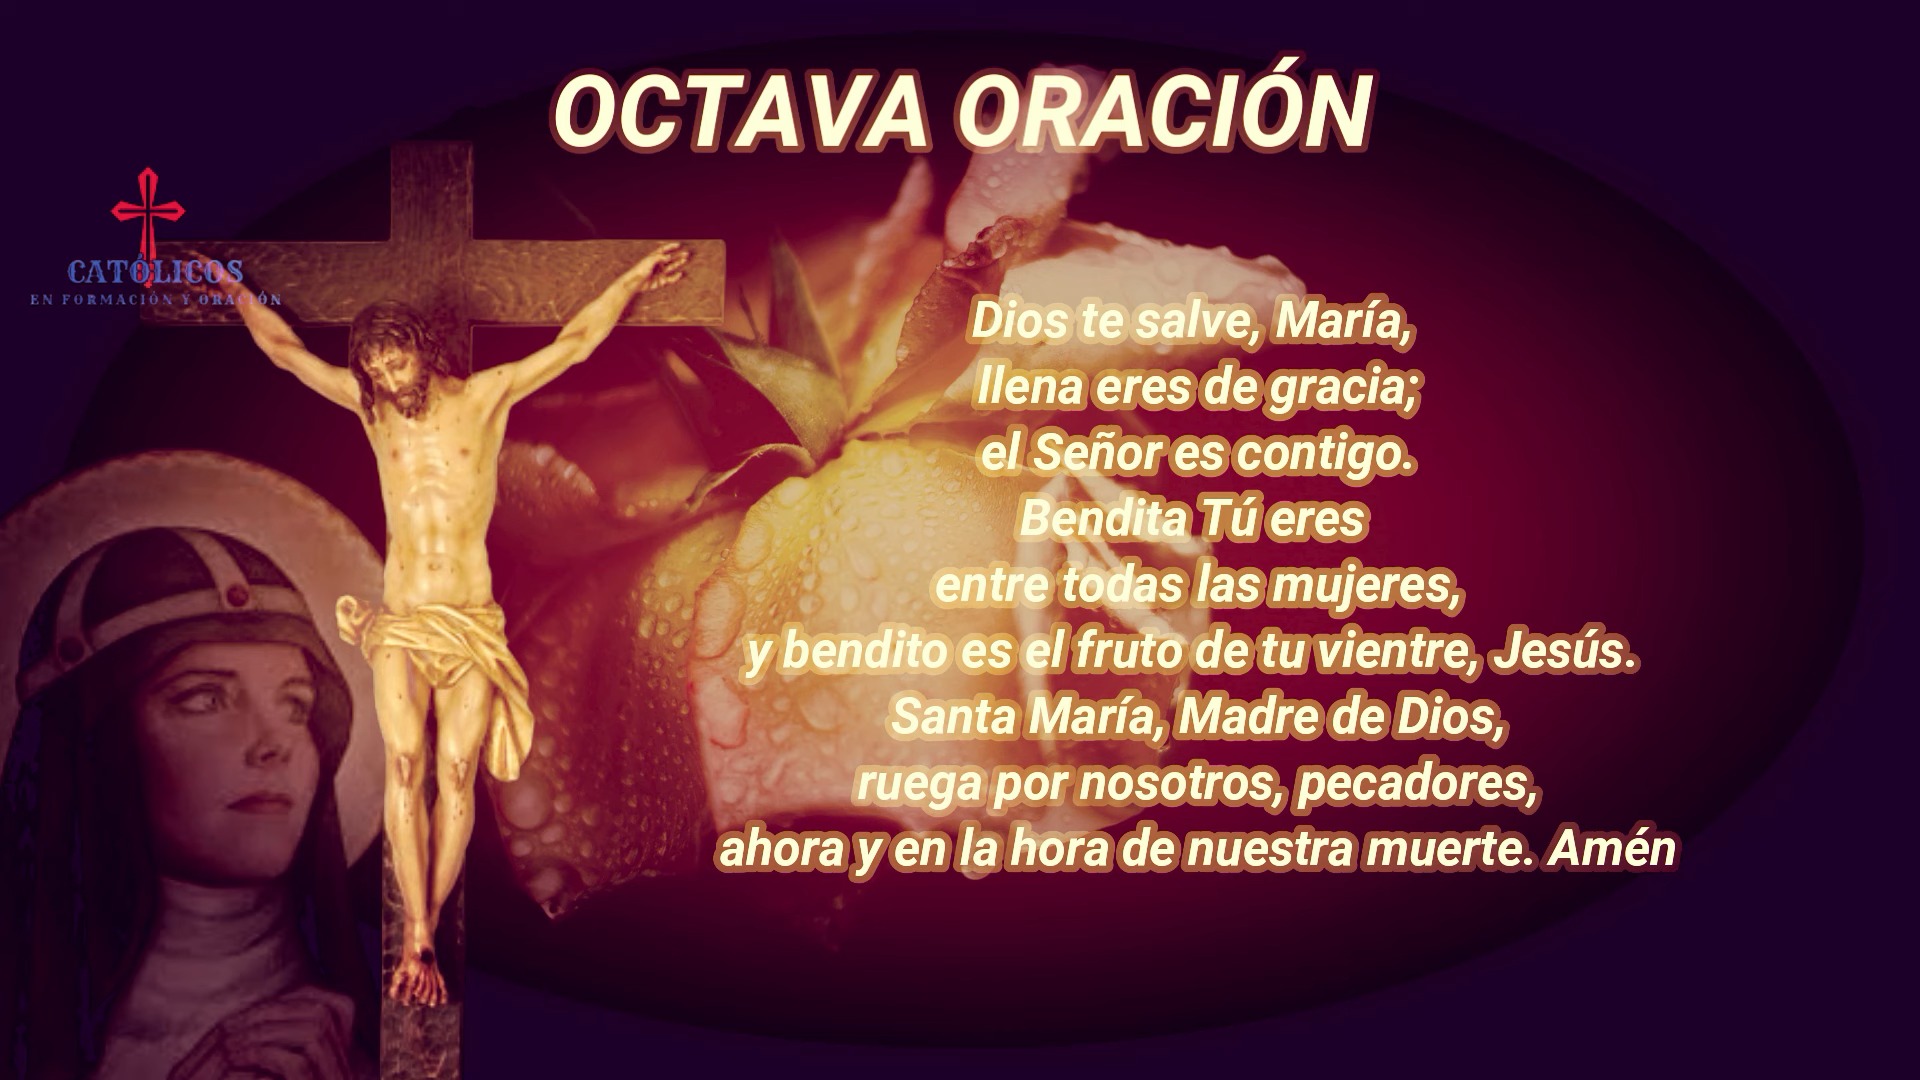 OCTAVA ORACIÓN
CATÓLICOS
EN FORMACIÓN Y ORACIÓN
Dios te salve, María,
llena eres de gracia;
el Señor es contigo.
Bendita Tú eres
entre todas las mujeres,
y bendito es el fruto de tu vientre, Jesús.
Santa María, Madre de Dios,
ruega por nosotros, pecadores,
ahora y en la hora de nuestra muerte. Amén